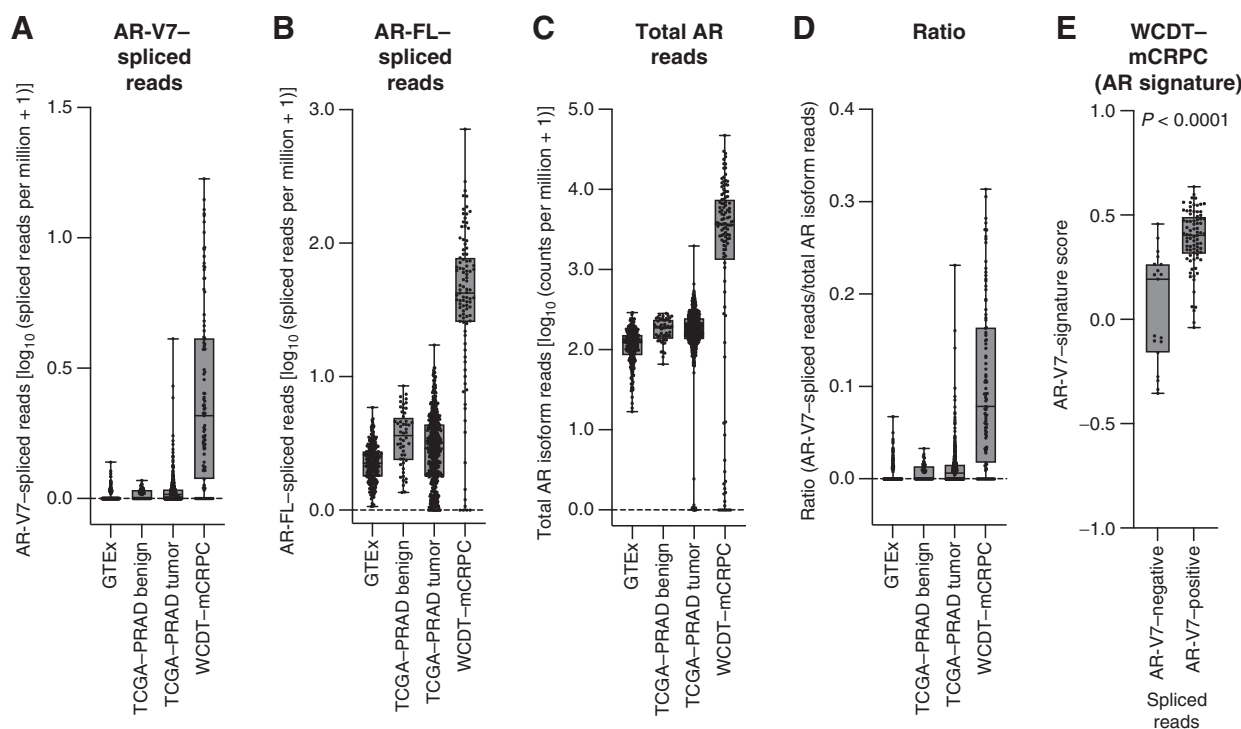 A
AR-V7–
spliced
reads
AR-V7–spliced reads [log10 (spliced reads per million + 1)]
1.5
1.0
0.5
0.0
GTEx
TCGA–PRAD benign
TCGA–PRAD tumor
WCDT–mCRPC
B
AR-FL–
spliced
reads
AR-FL–spliced reads [log10 (spliced reads per million + 1)]
3.0
2.0
1.0
0.0
GTEx
TCGA–PRAD benign
TCGA–PRAD tumor
WCDT–mCRPC
C
Total AR
reads
Total AR isoform reads [log10 (counts per million + 1)]
5.0
4.0
3.0
2.0
1.0
0.0
GTEx
TCGA–PRAD benign
TCGA–PRAD tumor
WCDT–mCRPC
D
Ratio
Ratio (AR-V7–spliced reads/total AR isoform reads)
0.4
0.3
0.2
0.1
0.0
GTEx
TCGA–PRAD benign
TCGA–PRAD tumor
WCDT–mCRPC
E
WCDT–
mCRPC
(AR signature)
AR-V7–signature score
1.0
0.5
0.0
–0.5
–1.0
P < 0.0001
AR-V7–negative
AR-V7–positive
Spliced
reads